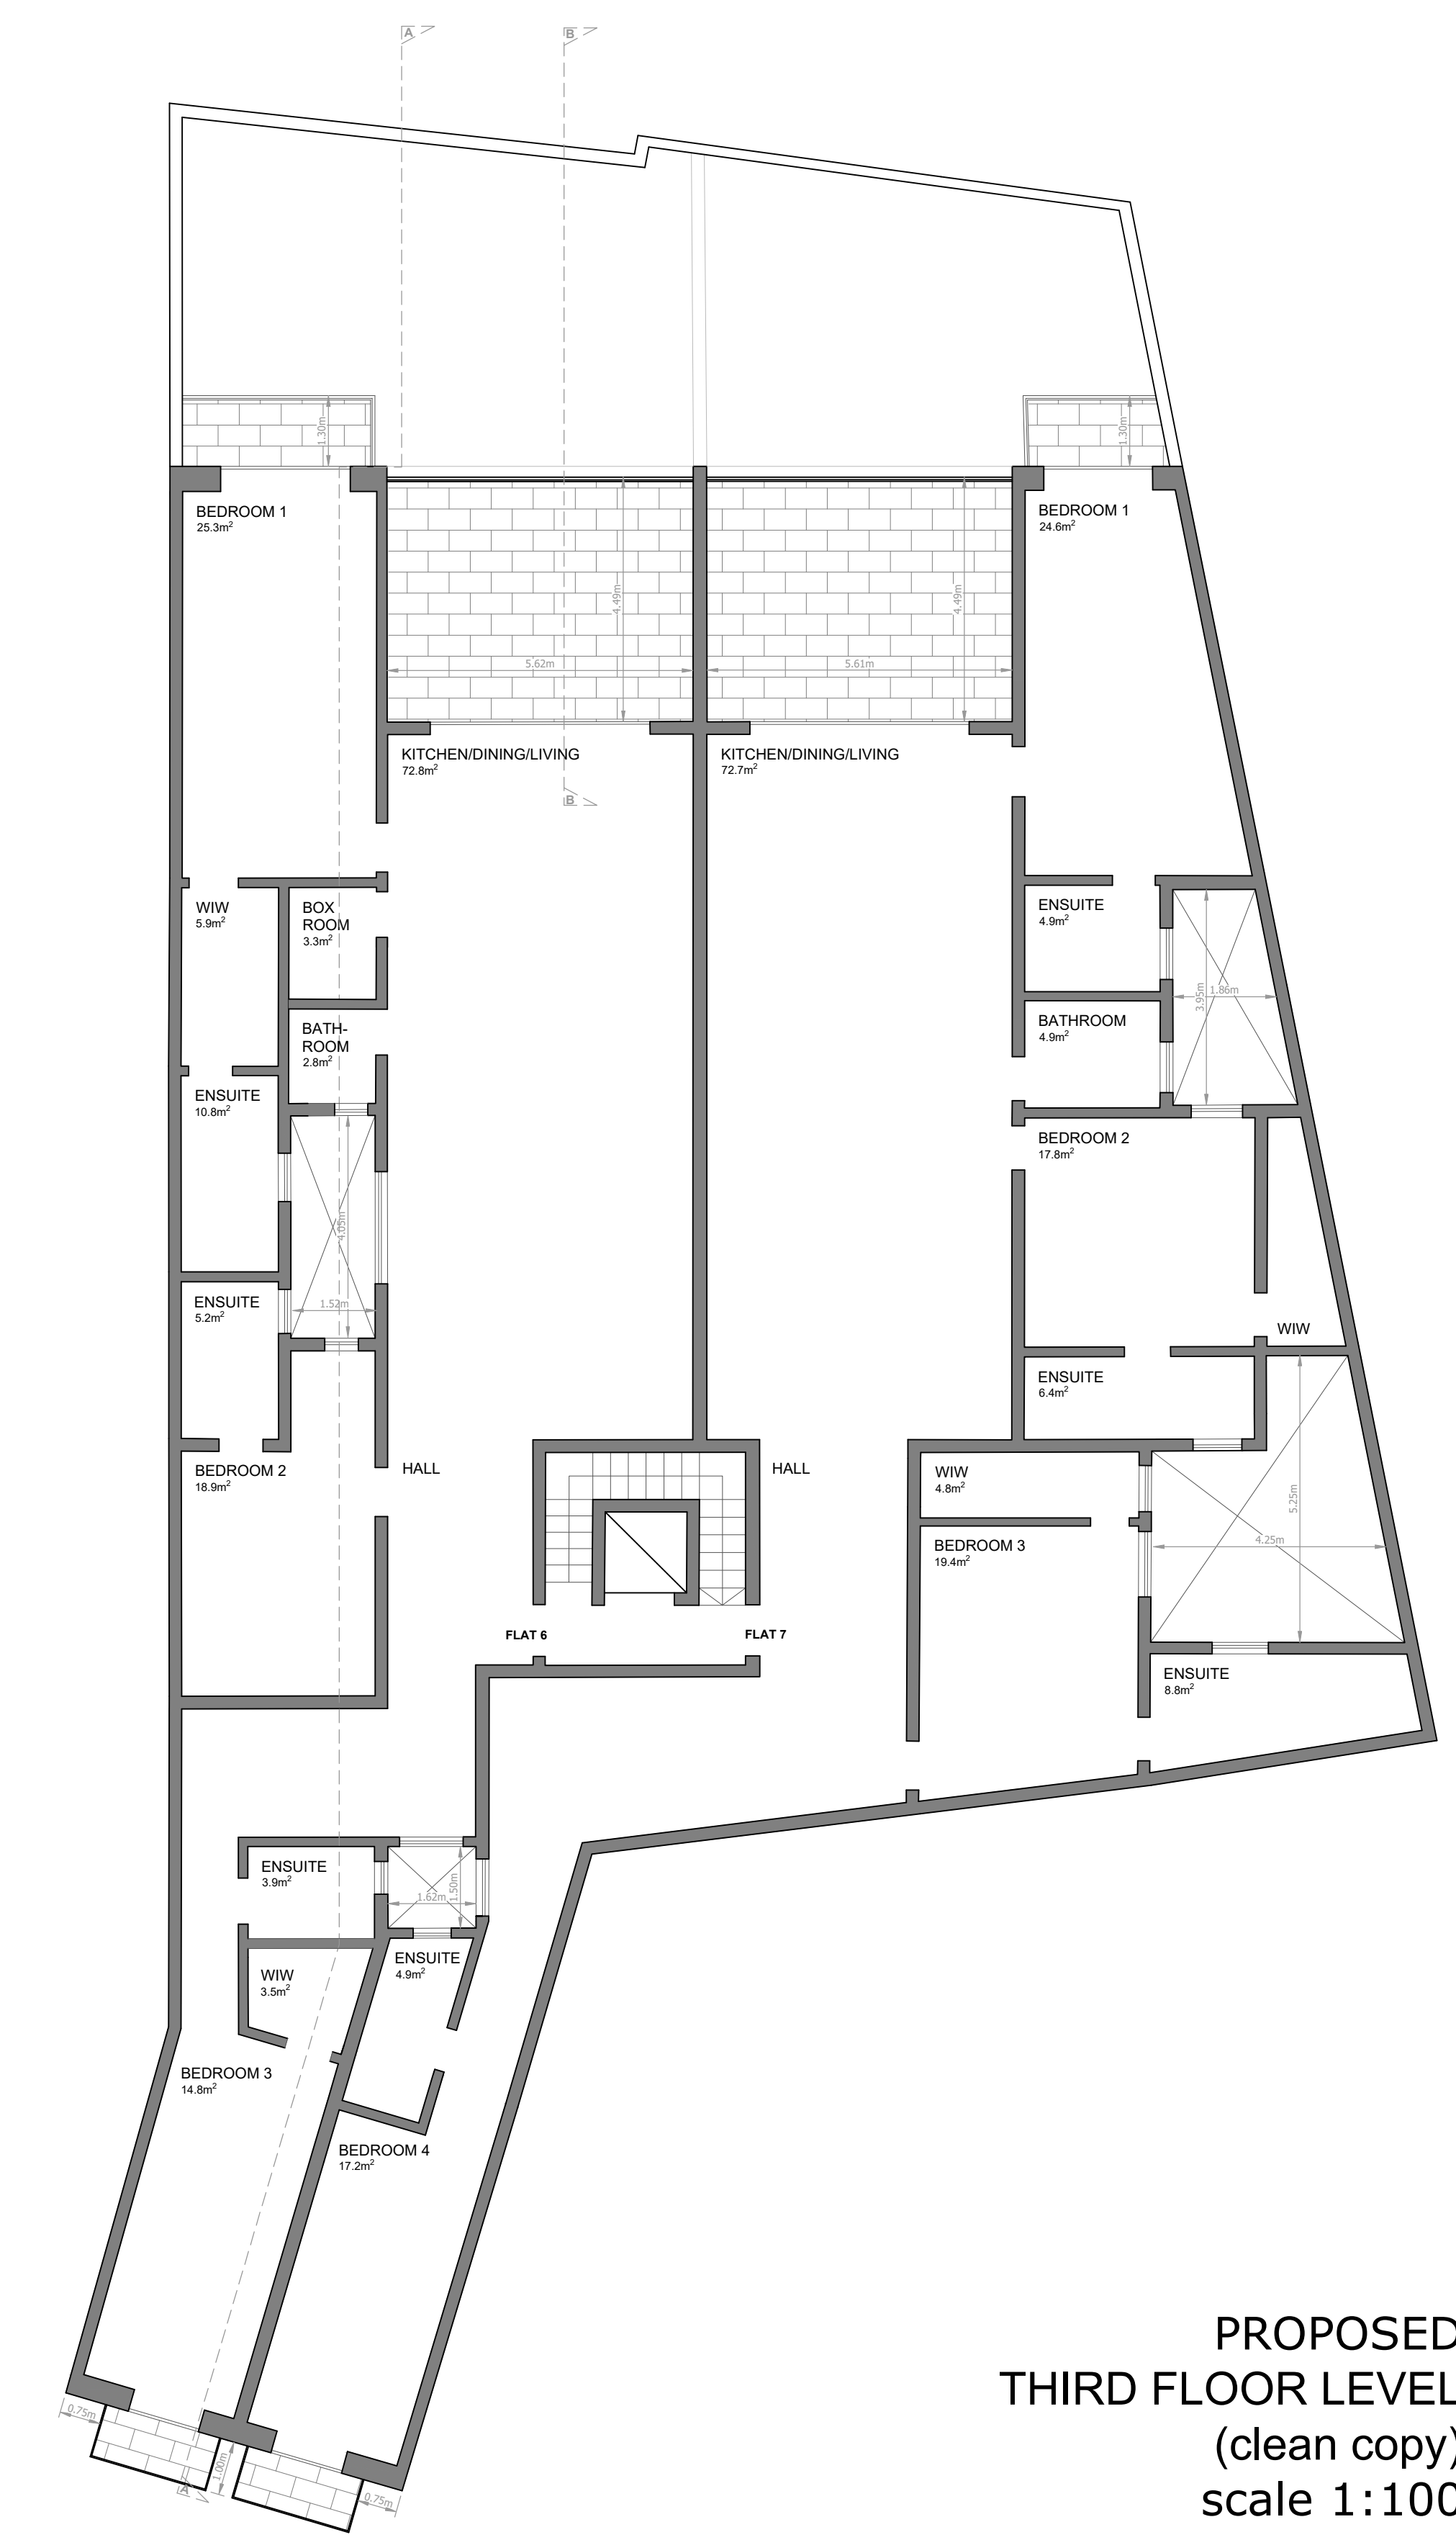 A
B
1.30m
1.30m
BEDROOM 1
25.3m²
BEDROOM 1
24.6m²
4.49m
4.49m
5.62m
5.61m
KITCHEN/DINING/LIVING
72.8m²
KITCHEN/DINING/LIVING
72.7m²
B
WIW
5.9m²
BOX
ROOM
3.3m²
ENSUITE
4.9m²
3.95m
1.86m
BATH-
ROOM
2.8m²
BATHROOM
4.9m²
ENSUITE
10.8m²
BEDROOM 2
17.8m²
4.05m
1.52m
ENSUITE
5.2m²
WIW
ENSUITE
6.4m²
BEDROOM 2
18.9m²
HALL
HALL
WIW
4.8m²
5.25m
4.25m
BEDROOM 3
19.4m²
FLAT 6
FLAT 7
ENSUITE
8.8m²
ENSUITE
3.9m²
1.62m
1.50m
ENSUITE
4.9m²
WIW
3.5m²
BEDROOM 3
14.8m²
BEDROOM 4
17.2m²
0.75m
1.00m
A
0.75m
PROPOSED
THIRD FLOOR LEVEL
(clean copy)
scale 1:100